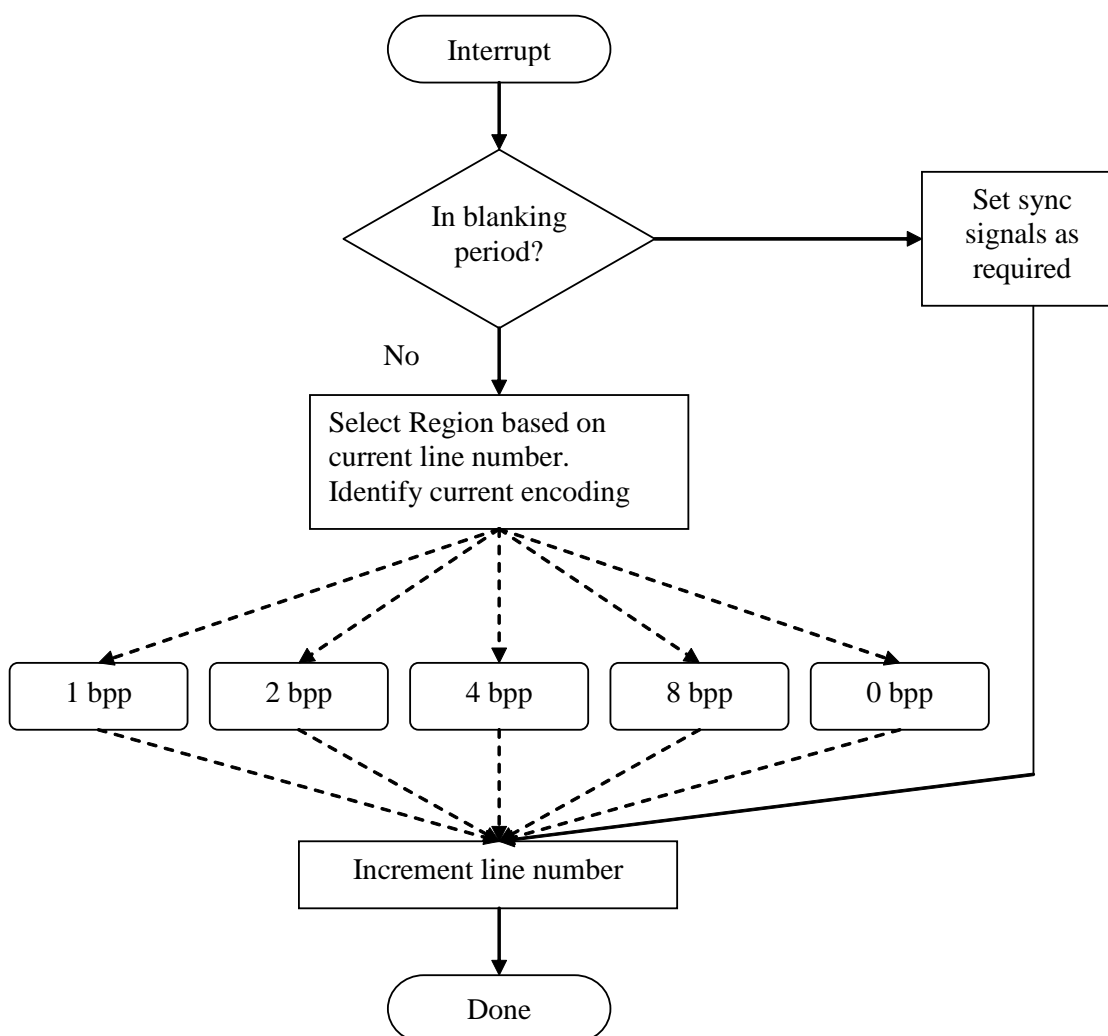 Interrupt
In blanking
period?
Set sync
signals as
required
No
Select Region based on
current line number.
Identify current encoding
1 bpp
2 bpp
4 bpp
8 bpp
0 bpp
Increment line number
Done